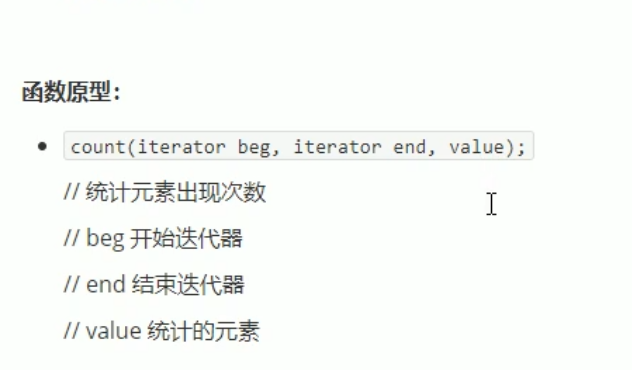 函数原型：
count(iterator beg, iterator end, value);
// 统计元素出现次数
// beg 开始迭代器
// end 结束迭代器
// value 统计的元素